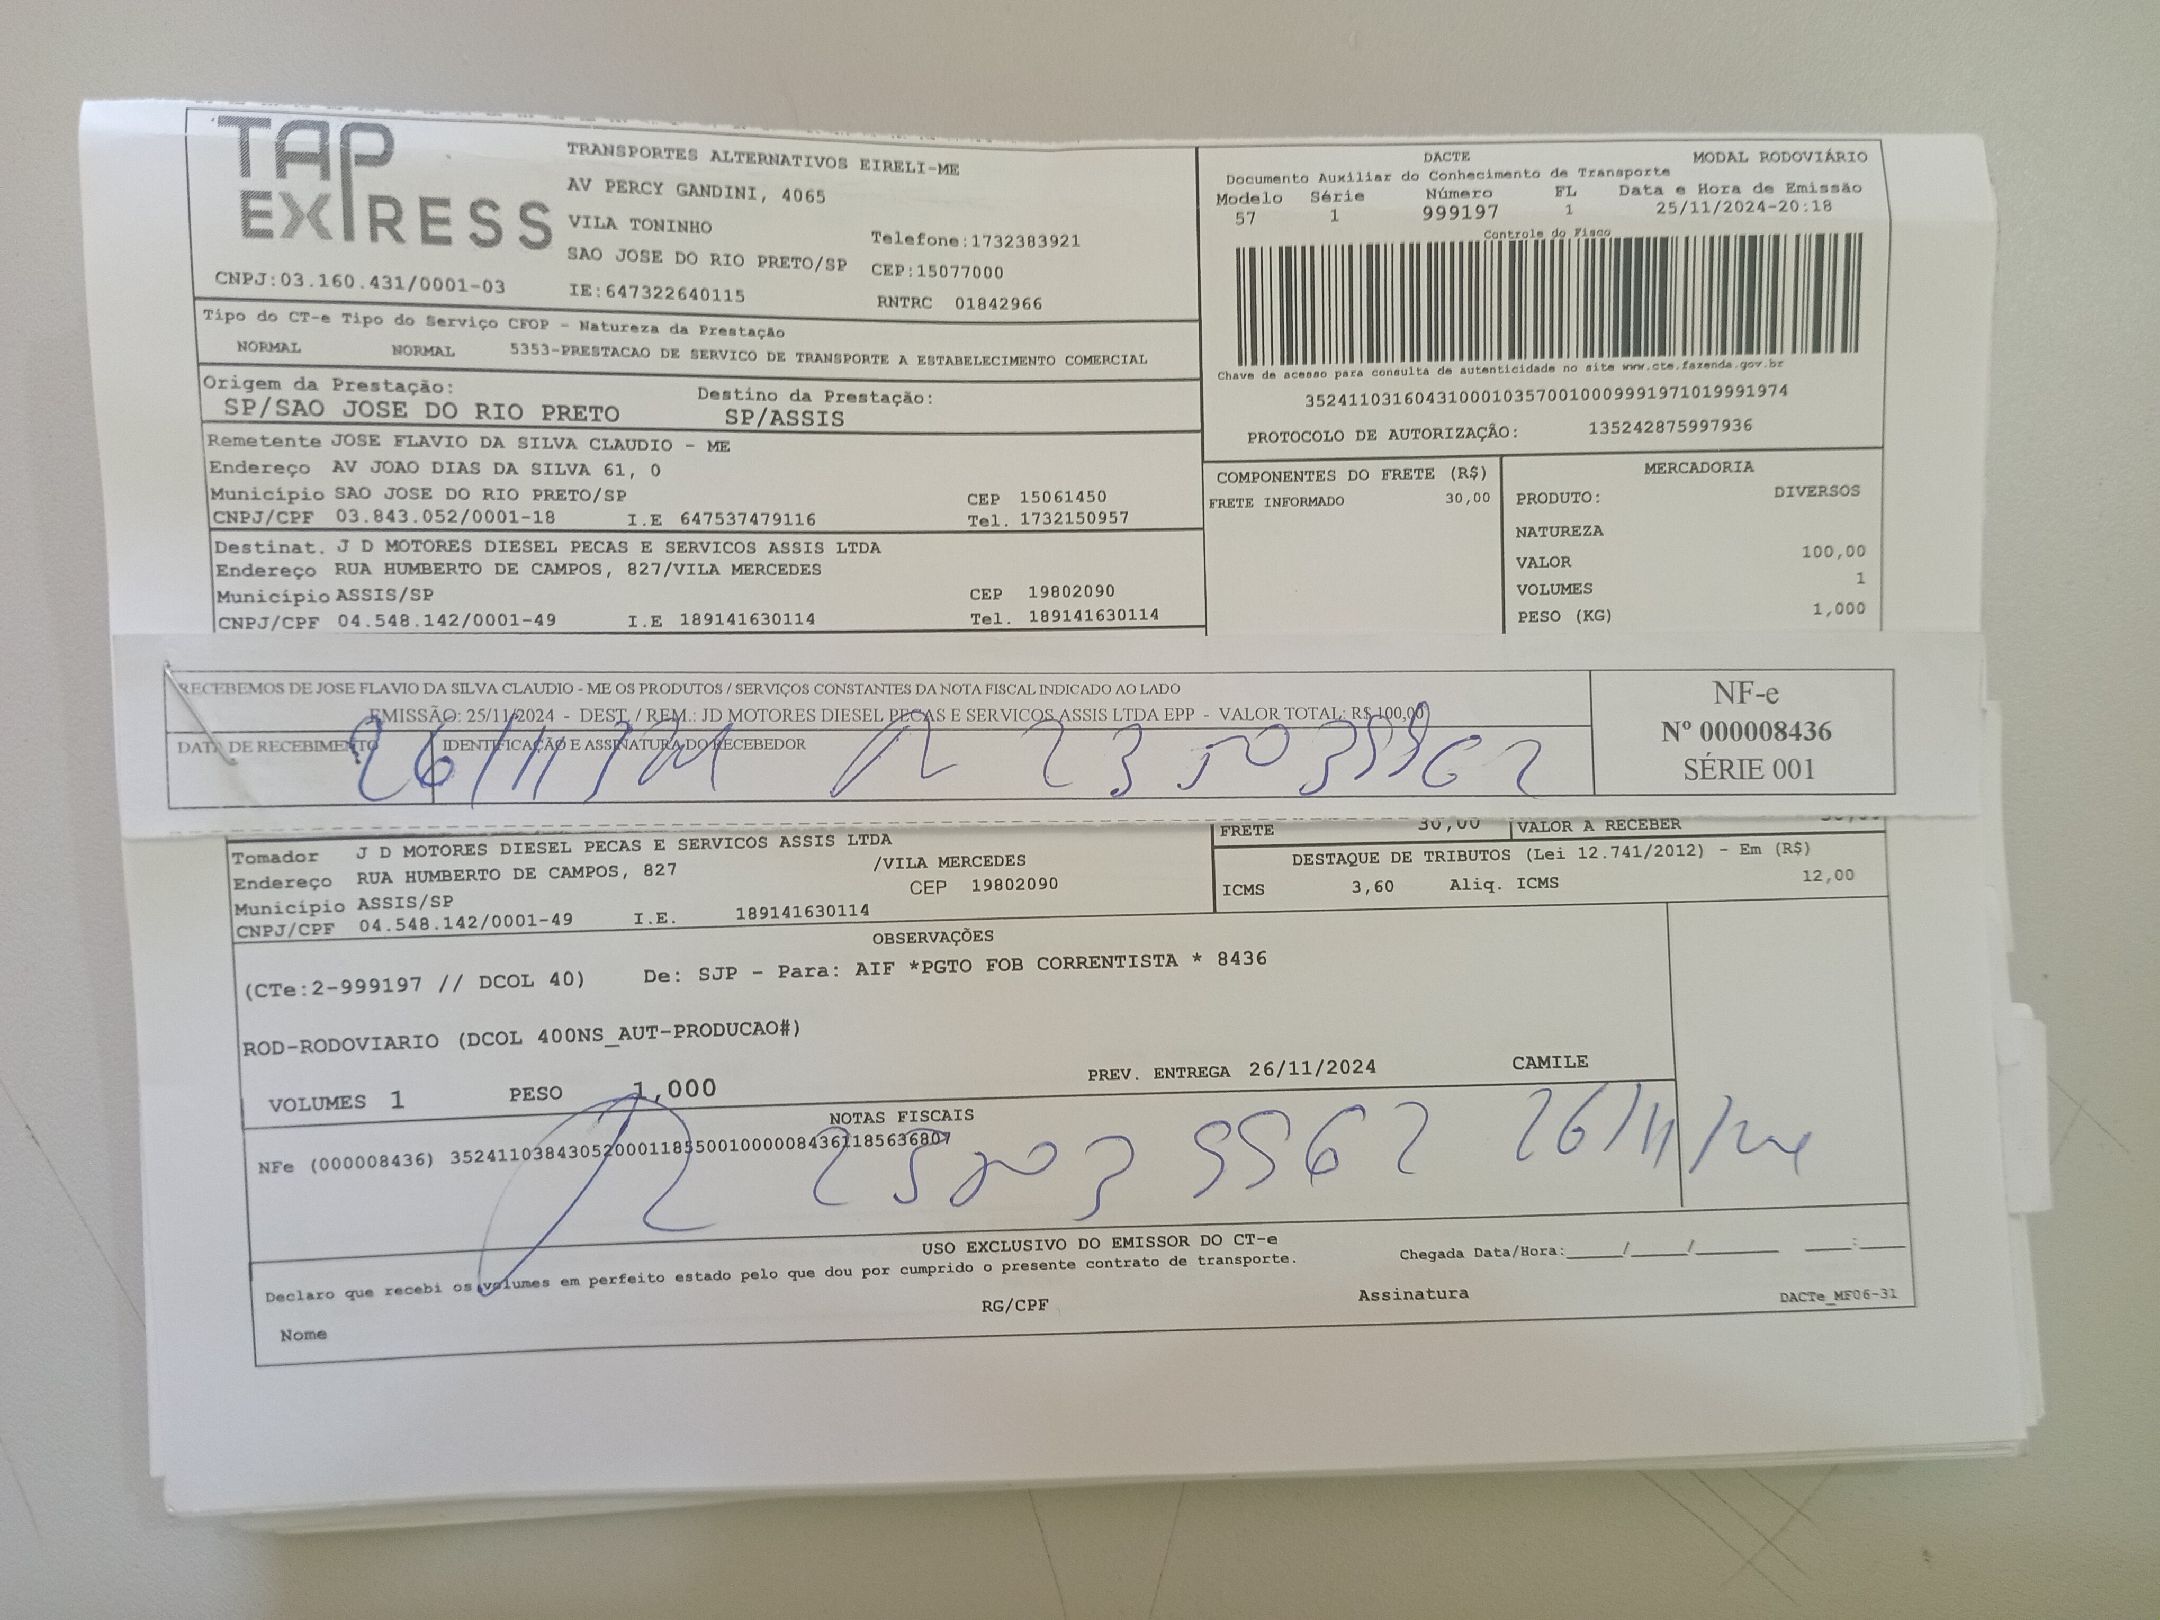 TAP EXPRESS
TRANSPORTES ALTERNATIVOS EIRELI-ME
AV PERCY GANDINI, 4065
VILA TONINHO
Telefone:1732383921
SAO JOSE DO RIO PRETO/SP CEP:15077000
CNPJ:03.160.431/0001-03 IE:647322640115 RNTRC 01842966
DACTE MODAL RODOVIÁRIO
Documento Auxiliar do Conhecimento de Transporte
Modelo Série Número FL Data e Hora de Emissão
57 1 999197 1 25/11/2024-20:18
Controle do Fisco
Chave de acesso para consulta de autenticidade no site www.cte.fazenda.gov.br
35241103160431000103570010009991971019991974
PROTOCOLO DE AUTORIZAÇÃO: 135242875997936
Tipo do CT-e Tipo do Serviço CFOP - Natureza da Prestação
NORMAL NORMAL 5353-PRESTACAO DE SERVICO DE TRANSPORTE A ESTABELECIMENTO COMERCIAL
Origem da Prestação: Destino da Prestação:
SP/SAO JOSE DO RIO PRETO SP/ASSIS
Remetente JOSE FLAVIO DA SILVA CLAUDIO - ME
Endereço AV JOAO DIAS DA SILVA 61, 0
Município SAO JOSE DO RIO PRETO/SP CEP 15061450
CNPJ/CPF 03.843.052/0001-18 I.E 647537479116 Tel. 1732150957
Destinat. J D MOTORES DIESEL PECAS E SERVICOS ASSIS LTDA
Endereço RUA HUMBERTO DE CAMPOS, 827/VILA MERCEDES
Município ASSIS/SP CEP 19802090
CNPJ/CPF 04.548.142/0001-49 I.E 189141630114 Tel. 189141630114
COMPONENTES DO FRETE (R$)
FRETE INFORMADO 30,00
MERCADORIA
PRODUTO: DIVERSOS
NATUREZA
VALOR 100,00
VOLUMES 1
PESO (KG) 1,000
RECEBEMOS DE JOSE FLAVIO DA SILVA CLAUDIO - ME OS PRODUTOS / SERVIÇOS CONSTANTES DA NOTA FISCAL INDICADO AO LADO
EMISSÃO: 25/11/2024 - DEST. / REM.: JD MOTORES DIESEL PECAS E SERVICOS ASSIS LTDA EPP - VALOR TOTAL: R$ 100,00
DATA DE RECEBIMENTO IDENTIFICAÇÃO E ASSINATURA DO RECEBEDOR
26/11/24
NF-e
Nº 000008436
SÉRIE 001
FRETE 30,00 VALOR A RECEBER
Tomador J D MOTORES DIESEL PECAS E SERVICOS ASSIS LTDA
Endereço RUA HUMBERTO DE CAMPOS, 827 /VILA MERCEDES
Município ASSIS/SP CEP 19802090
CNPJ/CPF 04.548.142/0001-49 I.E. 189141630114
DESTAQUE DE TRIBUTOS (Lei 12.741/2012) - Em (R$)
ICMS 3,60 Aliq. ICMS 12,00
OBSERVAÇÕES
(CTe:2-999197 // DCOL 40) De: SJP - Para: AIF *PGTO FOB CORRENTISTA * 8436
ROD-RODOVIARIO (DCOL 400NS_AUT-PRODUCAO#)
VOLUMES 1 PESO 1,000 PREV. ENTREGA 26/11/2024 CAMILE
NOTAS FISCAIS
NFe (000008436) 35241103843052000118550010000084361185636807
26/11/24
USO EXCLUSIVO DO EMISSOR DO CT-e
Declaro que recebi os volumes em perfeito estado pelo que dou por cumprido o presente contrato de transporte.
Chegada Data/Hora:_____/_____/_______ ____:____
Nome RG/CPF Assinatura DACTe_MF06-31